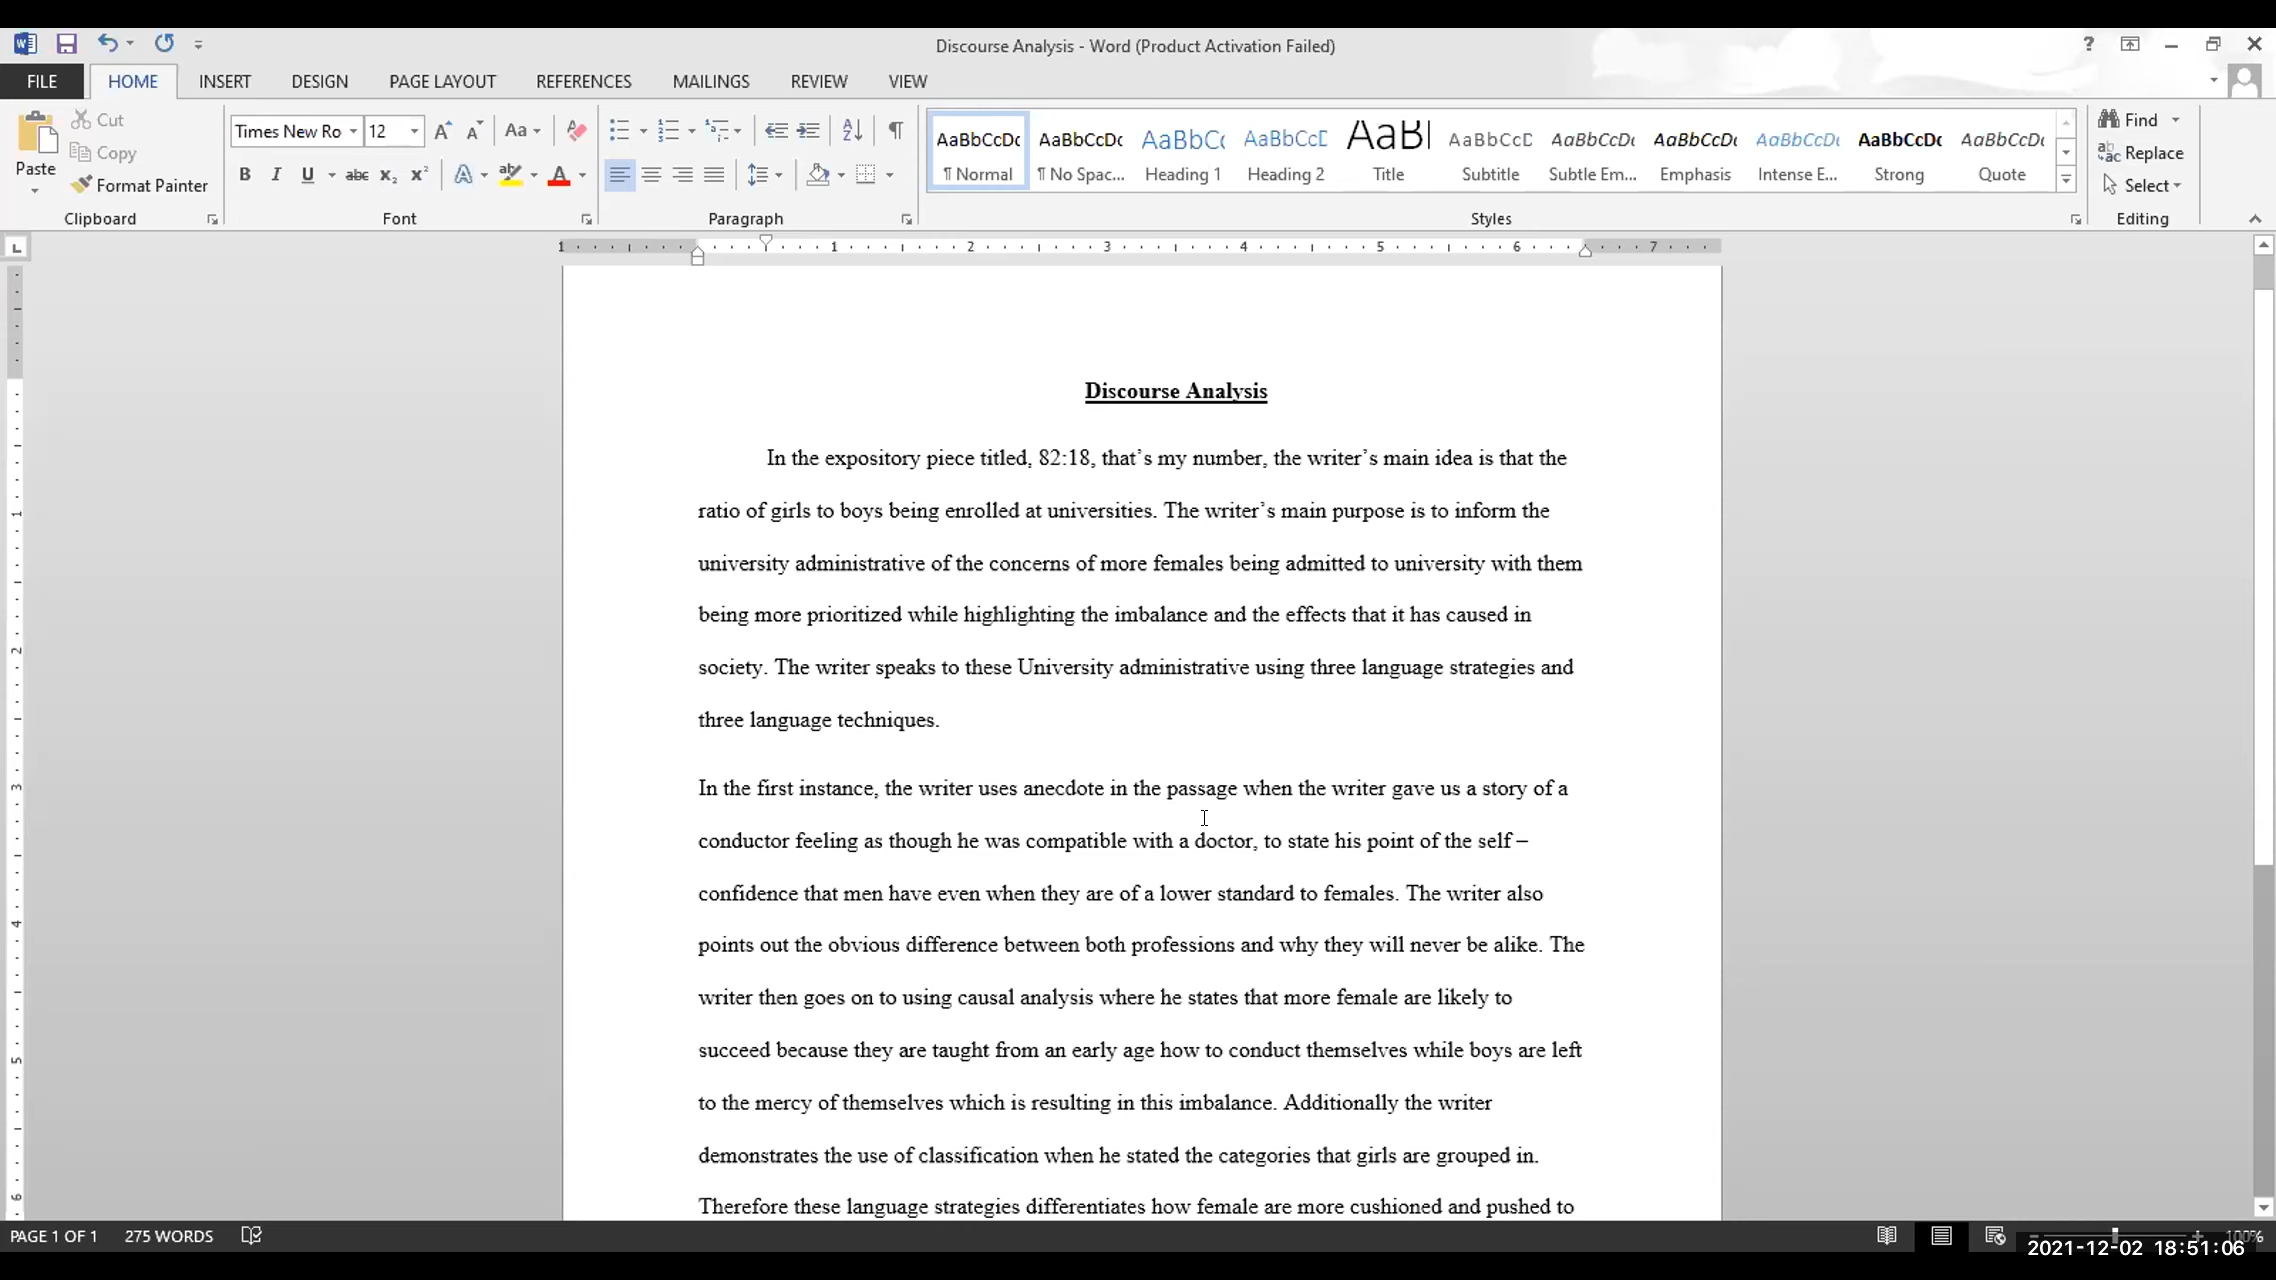 Discourse Analysis - Word (Product Activation Failed)
FILE HOME INSERT DESIGN PAGE LAYOUT REFERENCES MAILINGS REVIEW VIEW
Cut
Copy
Format Painter
Paste
Clipboard
Times New Ro 12
Font
Paragraph
AaBbCcDc AaBbCcDc AaBbCc AaBbCcD AaB AaBbCcD AaBbCcDc AaBbCcDc AaBbCcDc AaBbCcDc AaBbCcDc
¶ Normal ¶ No Spac... Heading 1 Heading 2 Title Subtitle Subtle Em... Emphasis Intense E... Strong Quote
Styles
Find
Replace
Select
Editing
1 1 2 3 4 5 6 7
Discourse Analysis
In the expository piece titled, 82:18, that’s my number, the writer’s main idea is that the
ratio of girls to boys being enrolled at universities. The writer’s main purpose is to inform the
university administrative of the concerns of more females being admitted to university with them
being more prioritized while highlighting the imbalance and the effects that it has caused in
society. The writer speaks to these University administrative using three language strategies and
three language techniques.
In the first instance, the writer uses anecdote in the passage when the writer gave us a story of a
conductor feeling as though he was compatible with a doctor, to state his point of the self –
confidence that men have even when they are of a lower standard to females. The writer also
points out the obvious difference between both professions and why they will never be alike. The
writer then goes on to using causal analysis where he states that more female are likely to
succeed because they are taught from an early age how to conduct themselves while boys are left
to the mercy of themselves which is resulting in this imbalance. Additionally the writer
demonstrates the use of classification when he stated the categories that girls are grouped in.
Therefore these language strategies differentiates how female are more cushioned and pushed to
PAGE 1 OF 1 275 WORDS
100%
2021-12-02 18:51:06